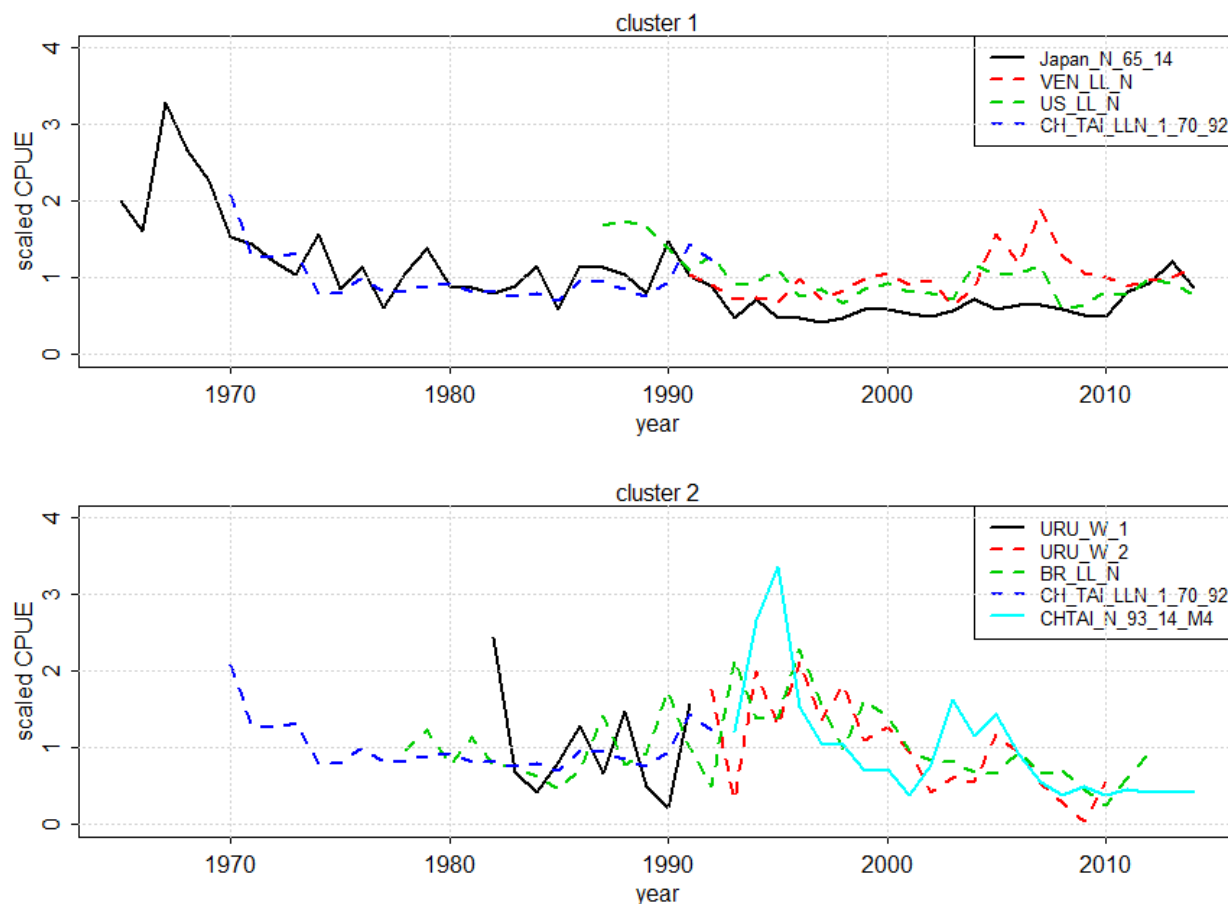 cluster 1
scaled CPUE
4
3
2
1
0
Japan_N_65_14
VEN_LL_N
US_LL_N
CH_TAI_LLN_1_70_92
1970 1980 1990 2000 2010
year
cluster 2
scaled CPUE
4
3
2
1
0
URU_W_1
URU_W_2
BR_LL_N
CH_TAI_LLN_1_70_92
CHTAI_N_93_14_M4
1970 1980 1990 2000 2010
year